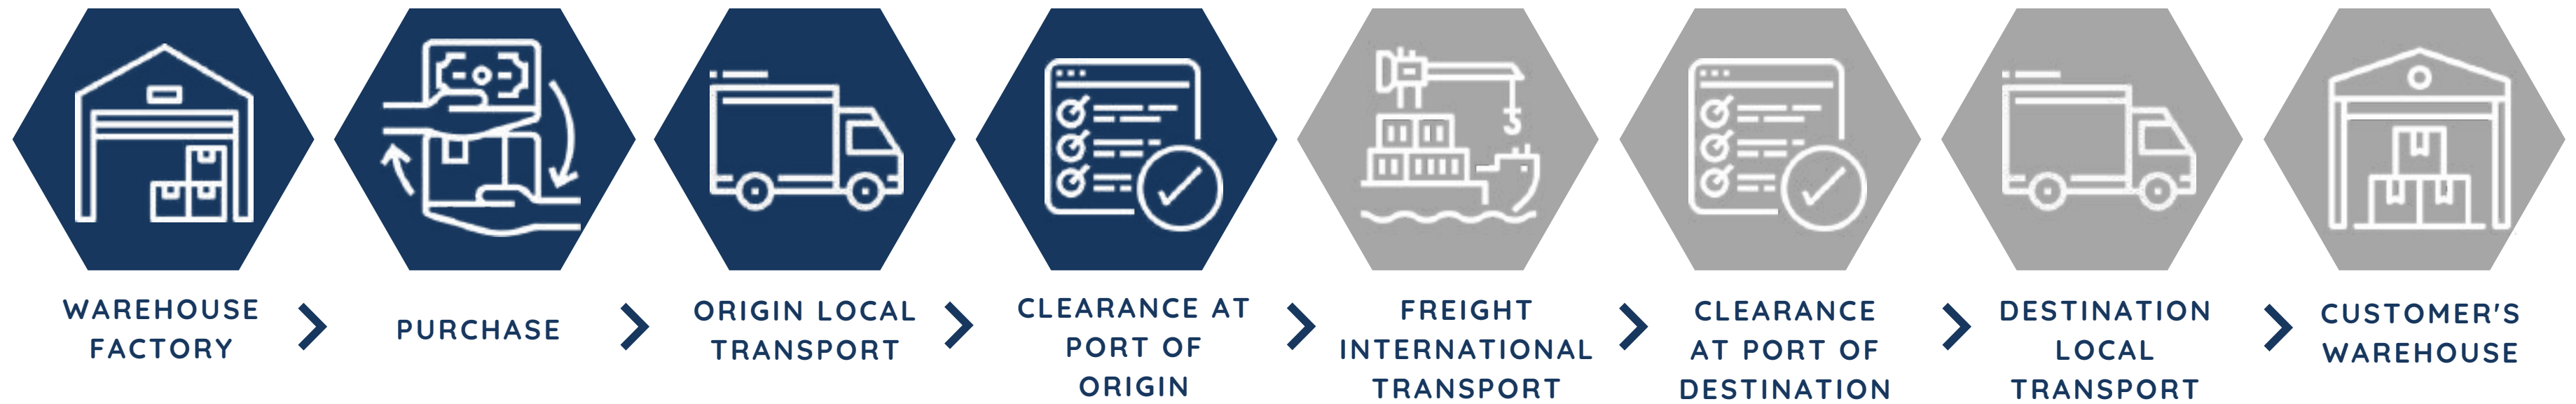 WAREHOUSE
FACTORY
PURCHASE
ORIGIN LOCAL
TRANSPORT
CLEARANCE AT
PORT OF
ORIGIN
FREIGHT
INTERNATIONAL
TRANSPORT
CLEARANCE
AT PORT OF
DESTINATION
DESTINATION
LOCAL
TRANSPORT
CUSTOMER'S
WAREHOUSE